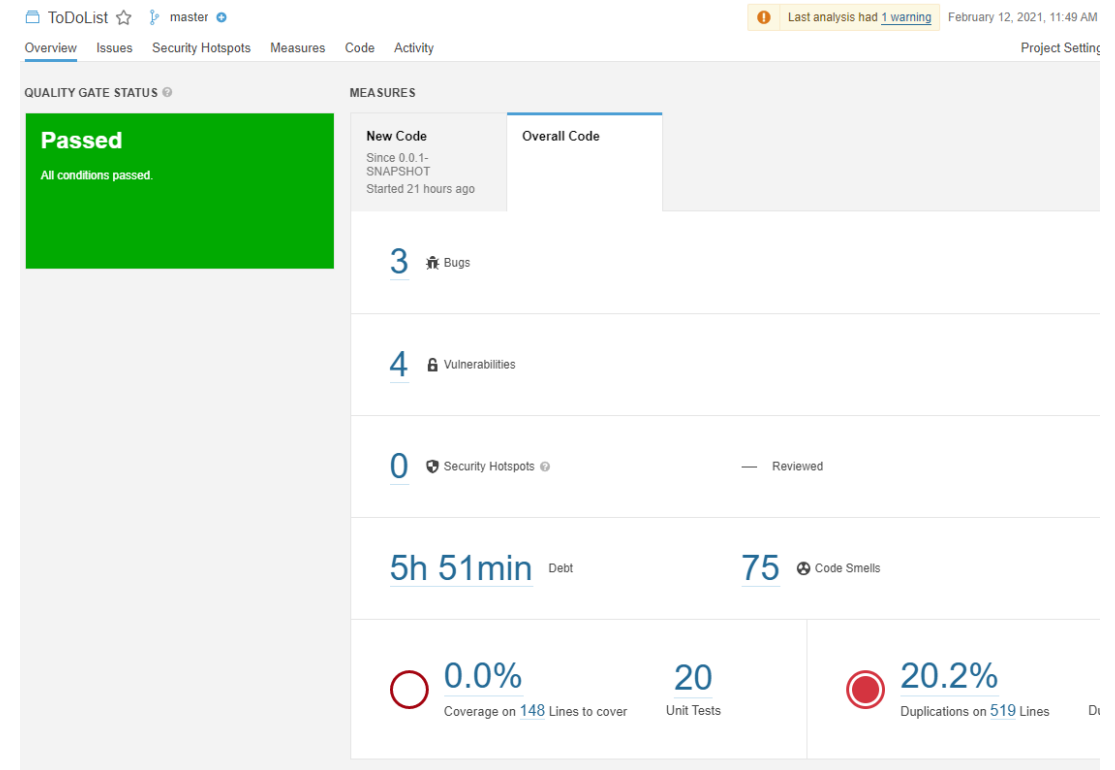 ToDoList master Last analysis had 1 warning February 12, 2021, 11:49 AM
Overview Issues Security Hotspots Measures Code Activity Project Setting
QUALITY GATE STATUS
MEASURES
Passed
All conditions passed.
New Code
Since 0.0.1-
SNAPSHOT
Started 21 hours ago
Overall Code
3 Bugs
4 Vulnerabilities
0 Security Hotspots — Reviewed
5h 51min Debt 75 Code Smells
0.0%
Coverage on 148 Lines to cover
20
Unit Tests
20.2%
Duplications on 519 Lines